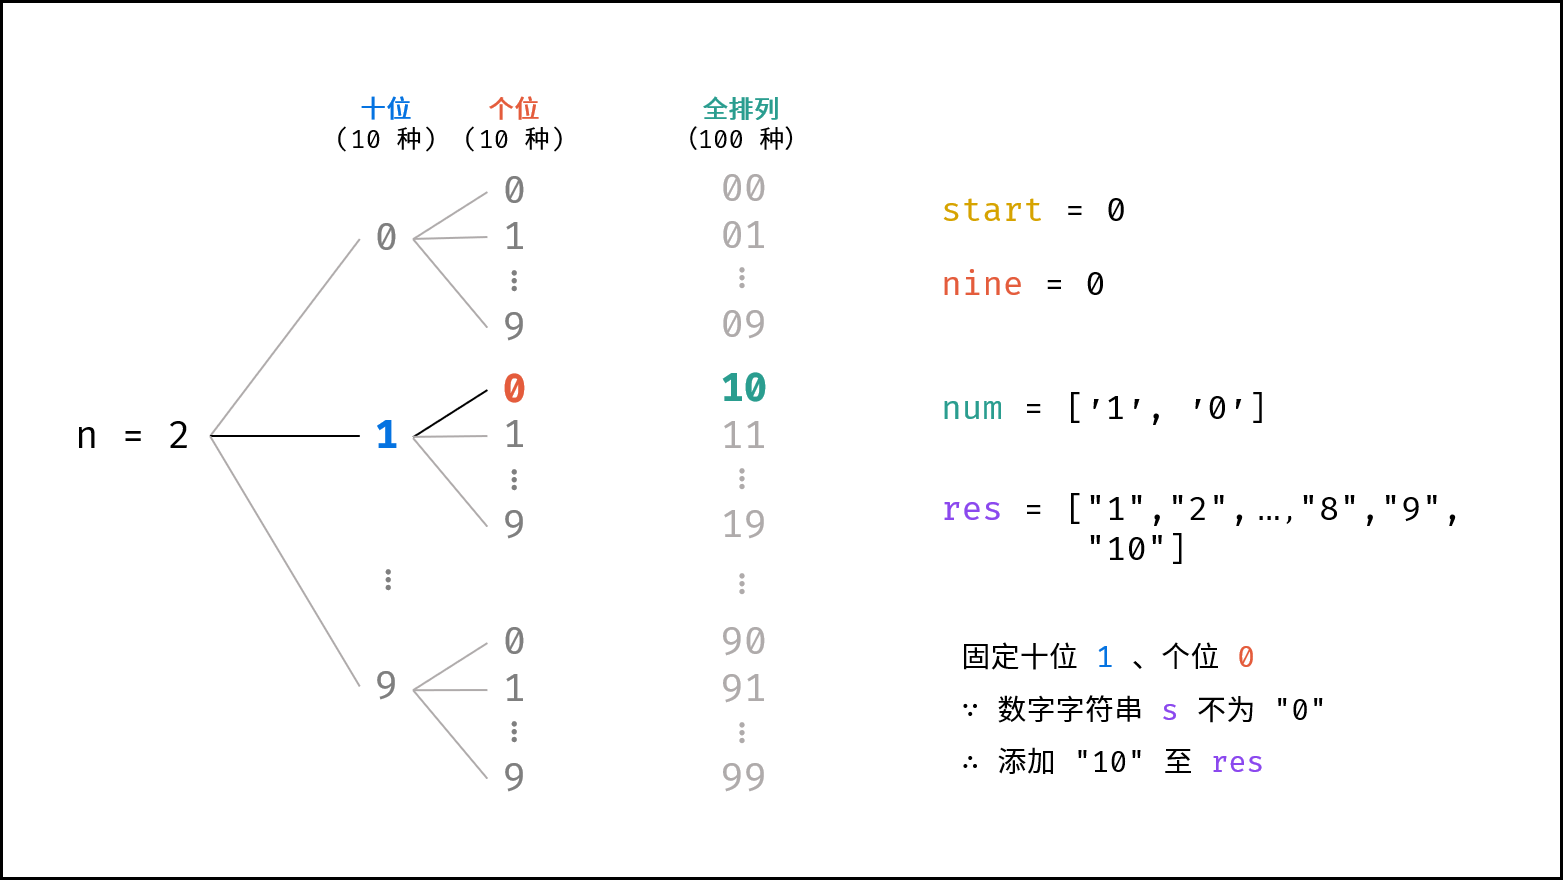 十位 个位 全排列
(10 种) (10 种) (100 种)
0 00
0 1 01
⋮ ⋮
9 09
0 10
n = 2 1 1 11
⋮ ⋮
9 19
⋮ ⋮
0 90
9 1 91
⋮ ⋮
9 99
start = 0
nine = 0
num = ['1', '0']
res = ["1","2",…,"8","9",
"10"]
固定十位 1 、个位 0
∵ 数字字符串 s 不为 "0"
∴ 添加 "10" 至 res